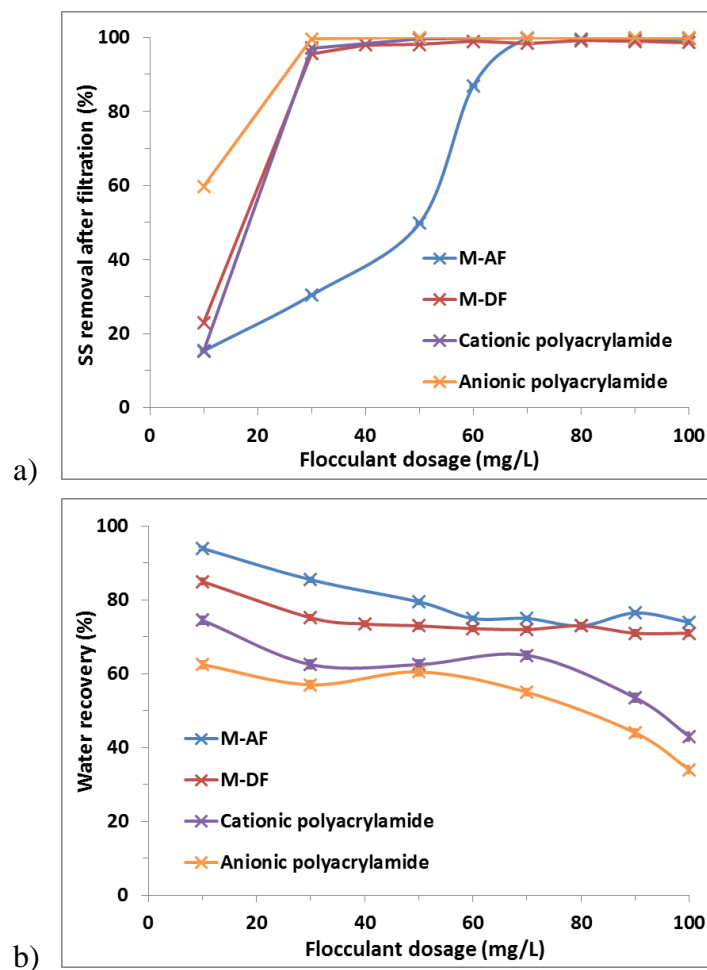 a)
SS removal after filtration (%)
100
80
60
40
20
0
M-AF
M-DF
Cationic polyacrylamide
Anionic polyacrylamide
0 20 40 60 80 100
Flocculant dosage (mg/L)
b)
Water recovery (%)
100
80
60
40
20
0
M-AF
M-DF
Cationic polyacrylamide
Anionic polyacrylamide
0 20 40 60 80 100
Flocculant dosage (mg/L)